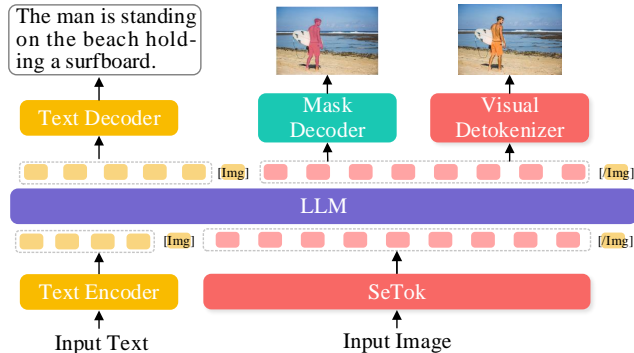 The man is standing
on the beach hold-
ing a surfboard.
Text Decoder
Mask
Decoder
Visual
Detokenizer
[Img]
[/Img]
LLM
[Img]
[/Img]
Text Encoder
SeTok
Input Text
Input Image